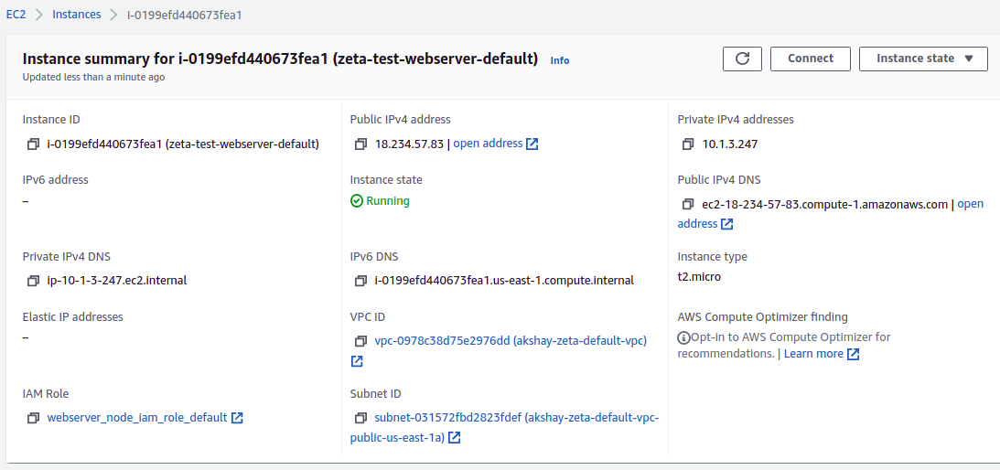 EC2 > Instances > i-0199efd440673fea1
Instance summary for i-0199efd440673fea1 (zeta-test-webserver-default) Info
Updated less than a minute ago
Connect
Instance state
Instance ID
i-0199efd440673fea1 (zeta-test-webserver-default)
Public IPv4 address
18.234.57.83 | open address
Private IPv4 addresses
10.1.3.247
IPv6 address
–
Instance state
Running
Public IPv4 DNS
ec2-18-234-57-83.compute-1.amazonaws.com | open
address
Private IPv4 DNS
ip-10-1-3-247.ec2.internal
IPv6 DNS
i-0199efd440673fea1.us-east-1.compute.internal
Instance type
t2.micro
Elastic IP addresses
–
VPC ID
vpc-0978c38d75e2976dd (akshay-zeta-default-vpc)
AWS Compute Optimizer finding
Opt-in to AWS Compute Optimizer for
recommendations. | Learn more
IAM Role
webserver_node_iam_role_default
Subnet ID
subnet-031572fbd2823fdef (akshay-zeta-default-vpc-
public-us-east-1a)